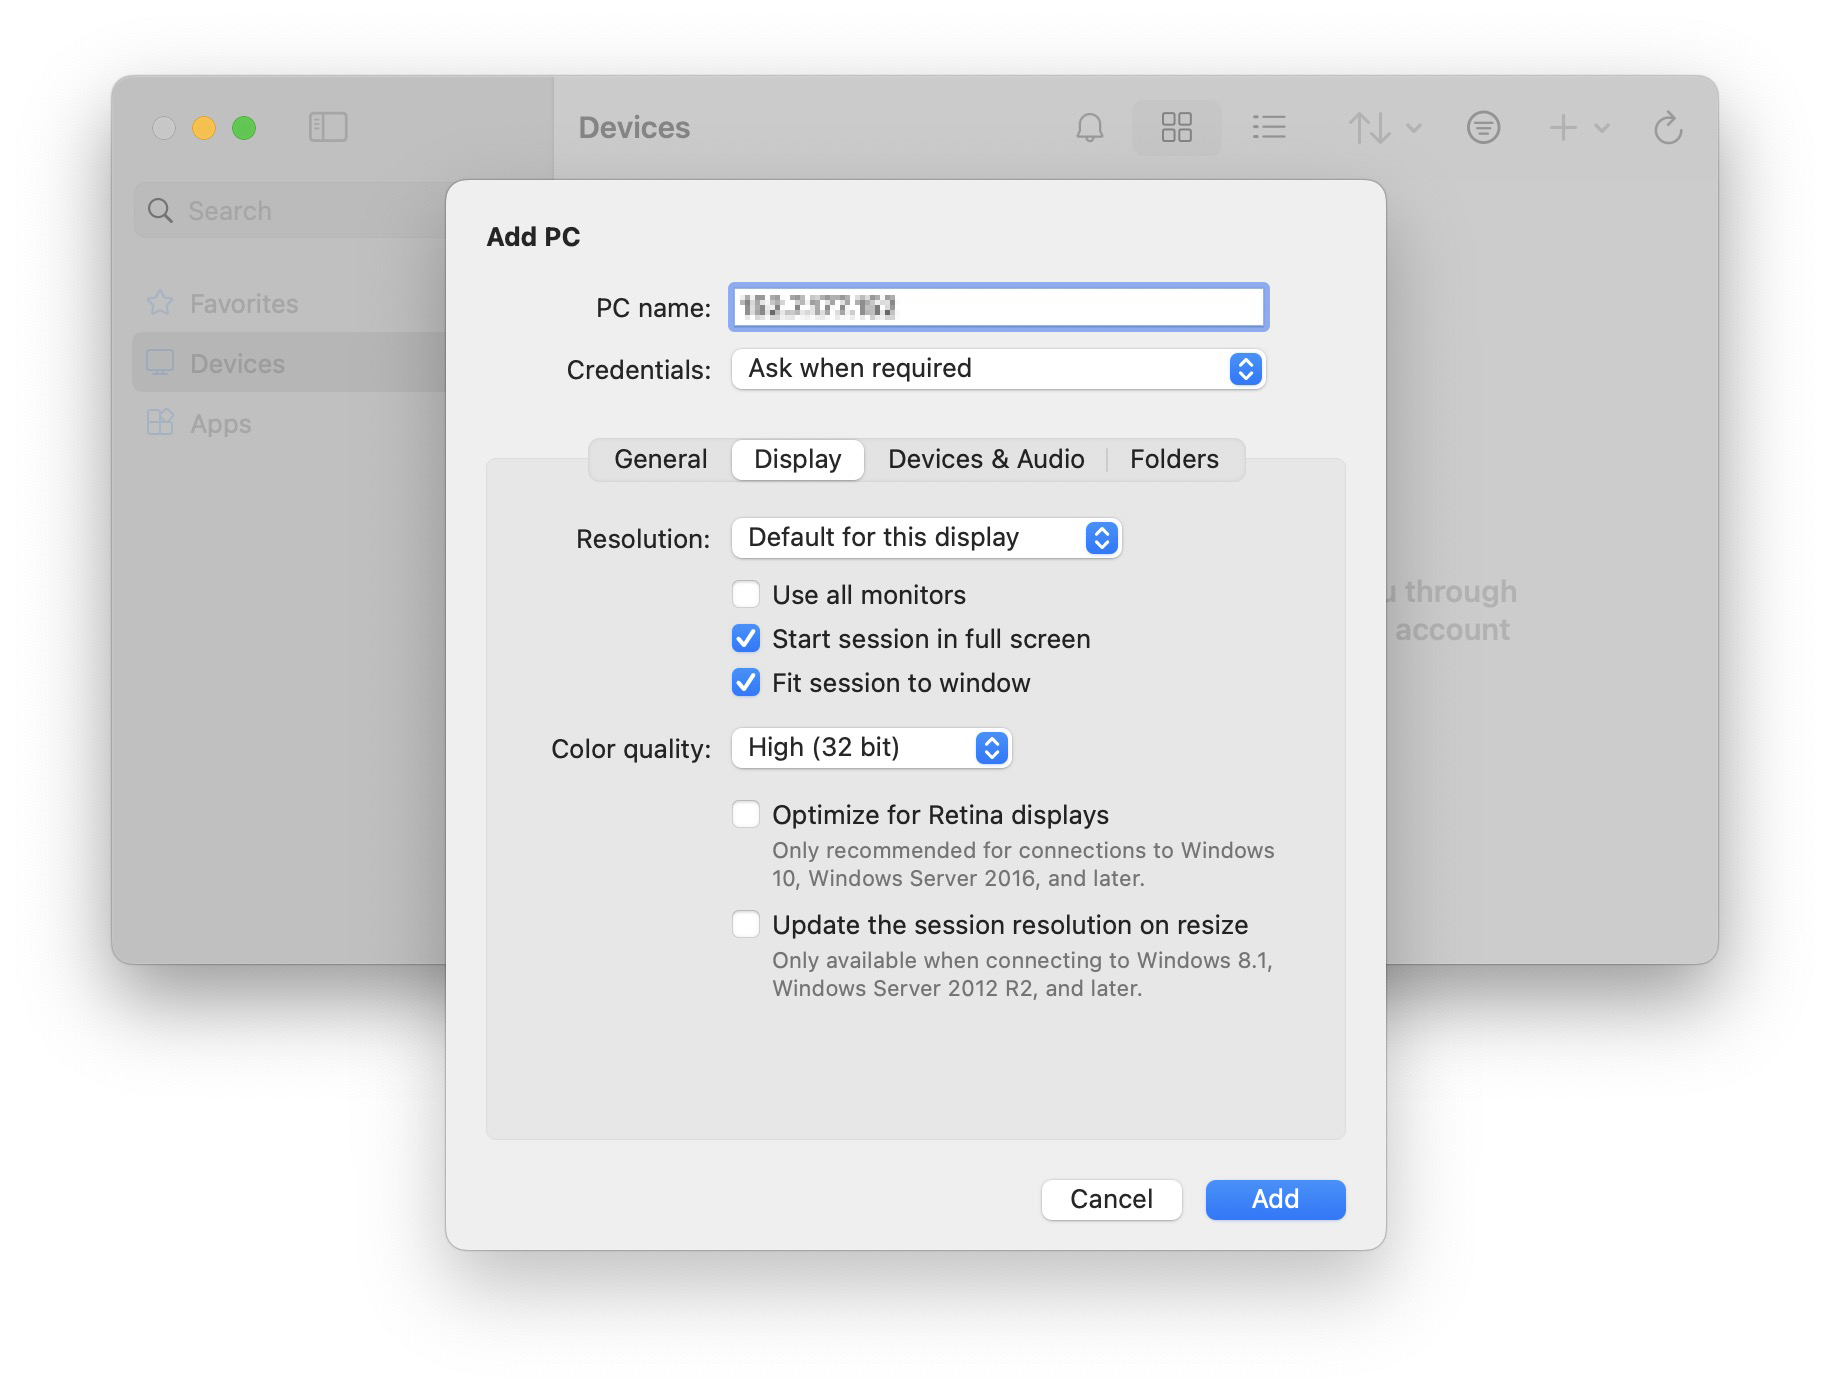 Devices
Search
Favorites
Devices
Apps
Add PC
PC name:
Credentials: Ask when required
General Display Devices & Audio Folders
Resolution: Default for this display
Use all monitors
Start session in full screen
Fit session to window
Color quality: High (32 bit)
Optimize for Retina displays
Only recommended for connections to Windows
10, Windows Server 2016, and later.
Update the session resolution on resize
Only available when connecting to Windows 8.1,
Windows Server 2012 R2, and later.
Cancel Add
through
account